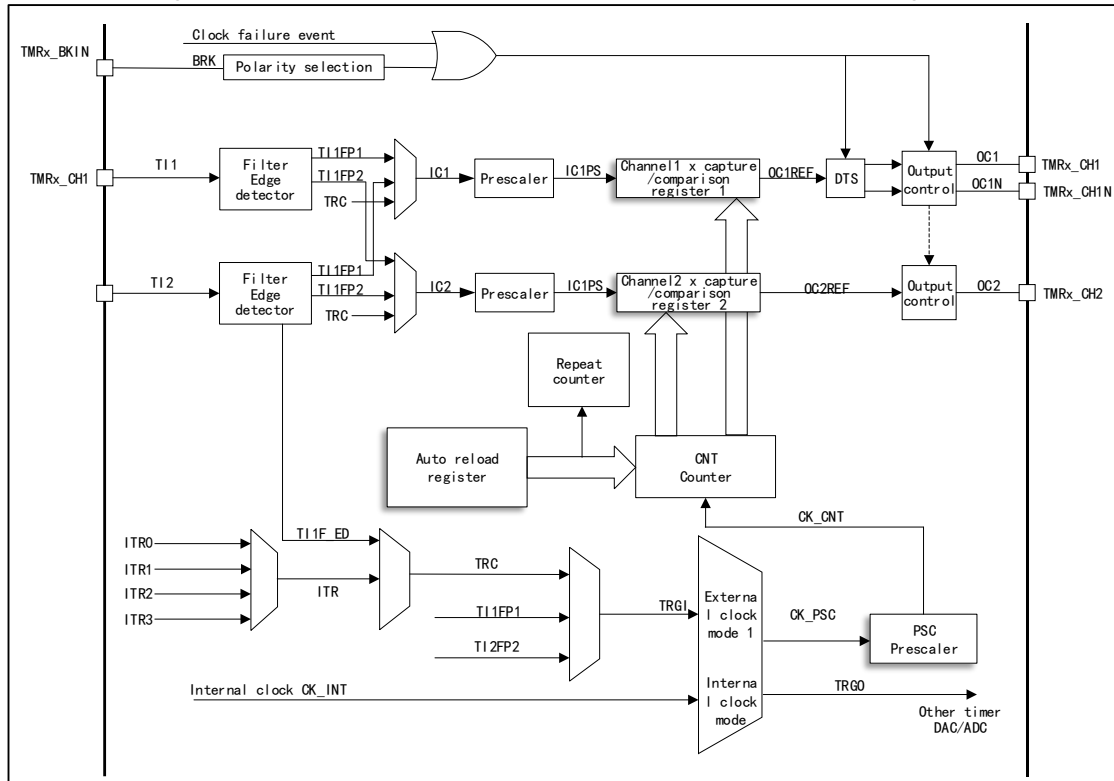 Clock failure event
TMRx_BKIN
BRK
Polarity selection
TMRx_CH1
TI1
Filter
Edge
detector
TI1FP1
TI1FP2
TRC
IC1
Prescaler
IC1PS
Channel1 x capture
/comparison
register 1
OC1REF
DTS
Output
control
OC1
OC1N
TMRx_CH1
TMRx_CH1N
TI2
Filter
Edge
detector
TI1FP1
TI1FP2
TRC
IC2
Prescaler
IC1PS
Channel2 x capture
/comparison
register 2
OC2REF
Output
control
OC2
TMRx_CH2
Repeat
counter
Auto reload
register
CNT
Counter
CK_CNT
ITR0
ITR1
ITR2
ITR3
TI1F_ED
ITR
TRC
TI1FP1
TI2FP2
TRGI
Externa
l clock
mode 1
CK_PSC
PSC
Prescaler
Internal clock CK_INT
Interna
l clock
mode
TRGO
Other timer
DAC/ADC